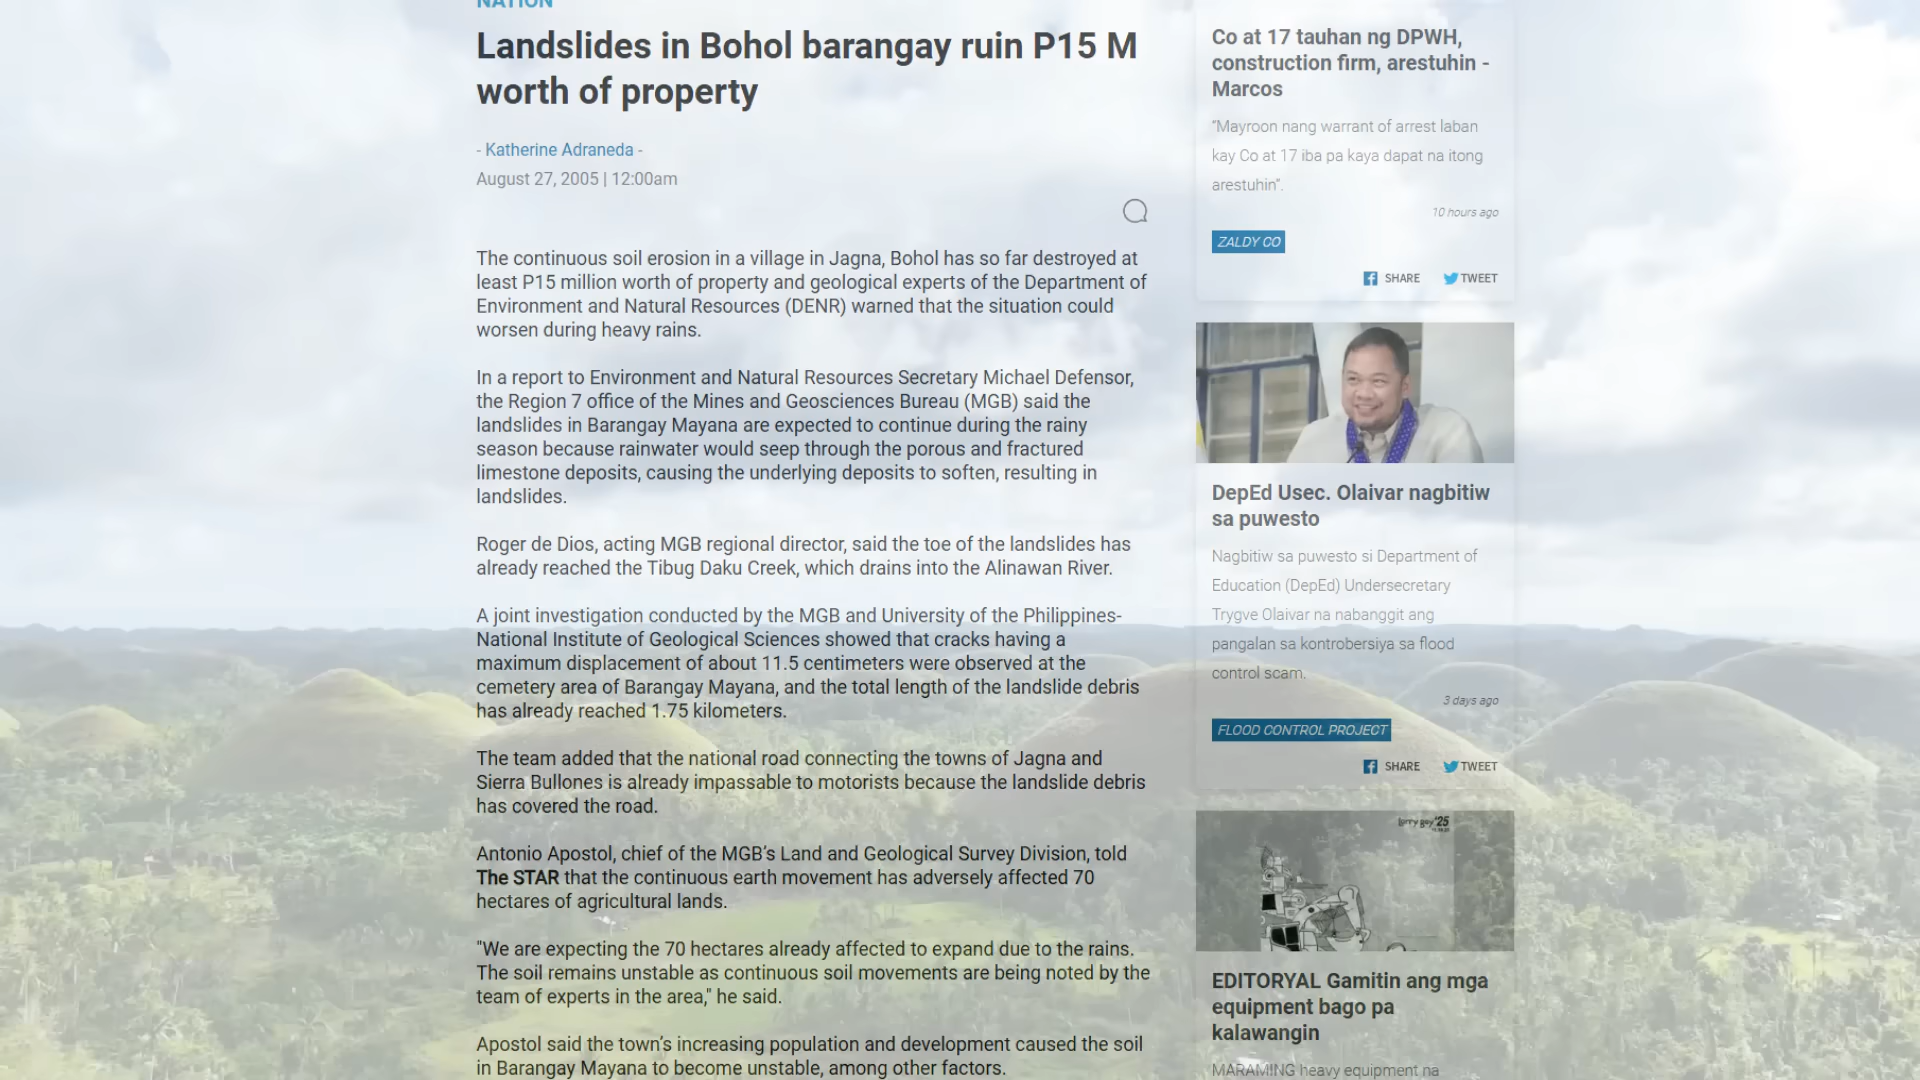 NATION
Landslides in Bohol barangay ruin P15 M
worth of property
- Katherine Adraneda -
August 27, 2005 | 12:00am
The continuous soil erosion in a village in Jagna, Bohol has so far destroyed at
least P15 million worth of property and geological experts of the Department of
Environment and Natural Resources (DENR) warned that the situation could
worsen during heavy rains.
In a report to Environment and Natural Resources Secretary Michael Defensor,
the Region 7 office of the Mines and Geosciences Bureau (MGB) said the
landslides in Barangay Mayana are expected to continue during the rainy
season because rainwater would seep through the porous and fractured
limestone deposits, causing the underlying deposits to soften, resulting in
landslides.
Roger de Dios, acting MGB regional director, said the toe of the landslides has
already reached the Tibug Daku Creek, which drains into the Alinawan River.
A joint investigation conducted by the MGB and University of the Philippines-
National Institute of Geological Sciences showed that cracks having a
maximum displacement of about 11.5 centimeters were observed at the
cemetery area of Barangay Mayana, and the total length of the landslide debris
has already reached 1.75 kilometers.
The team added that the national road connecting the towns of Jagna and
Sierra Bullones is already impassable to motorists because the landslide debris
has covered the road.
Antonio Apostol, chief of the MGB's Land and Geological Survey Division, told
The STAR that the continuous earth movement has adversely affected 70
hectares of agricultural lands.
"We are expecting the 70 hectares already affected to expand due to the rains.
The soil remains unstable as continuous soil movements are being noted by the
team of experts in the area," he said.
Apostol said the town's increasing population and development caused the soil
in Barangay Mayana to become unstable, among other factors.
Co at 17 tauhan ng DPWH,
construction firm, arestuhin -
Marcos
“Mayroon nang warrant of arrest laban
kay Co at 17 iba pa kaya dapat na itong
arestuhin”.
10 hours ago
ZALDY CO
SHARE TWEET
DepEd Usec. Olaivar nagbitiw
sa puwesto
Nagbitiw sa puwesto si Department of
Education (DepEd) Undersecretary
Trygve Olaivar na nabanggit ang
pangalan sa kontrobersiya sa flood
control scam.
3 days ago
FLOOD CONTROL PROJECT
SHARE TWEET
'25
EDITORYAL Gamitin ang mga
equipment bago pa
kalawangin
MARAMING heavy equipment na